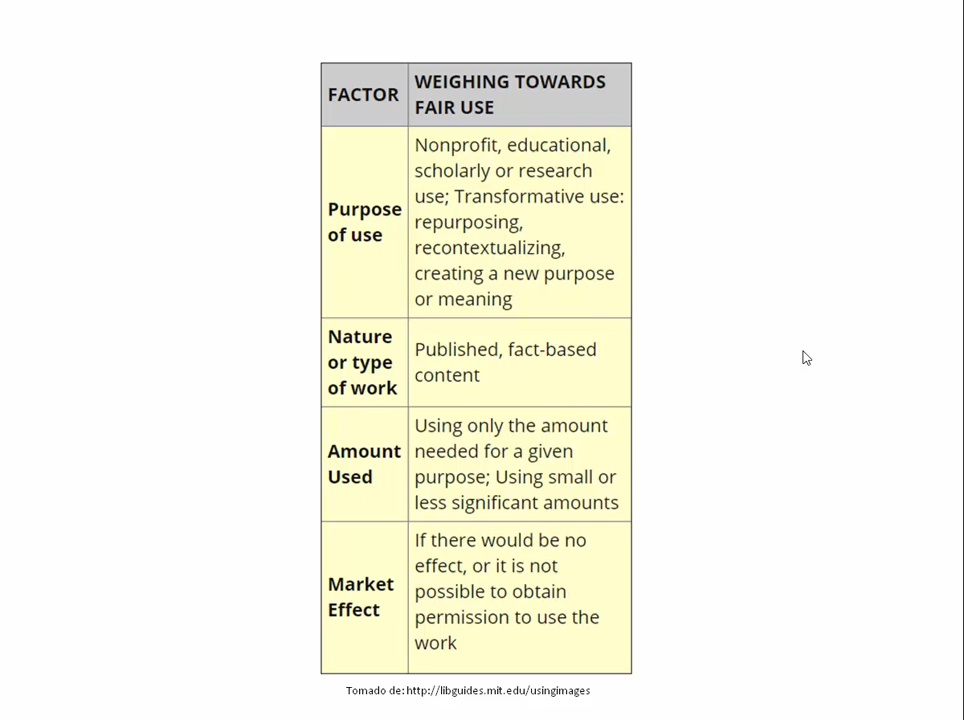 FACTOR
WEIGHING TOWARDS
FAIR USE
Purpose
of use
Nonprofit, educational,
scholarly or research
use; Transformative use:
repurposing,
recontextualizing,
creating a new purpose
or meaning
Nature
or type
of work
Published, fact-based
content
Amount
Used
Using only the amount
needed for a given
purpose; Using small or
less significant amounts
Market
Effect
If there would be no
effect, or it is not
possible to obtain
permission to use the
work
Tomado de: http://libguides.mit.edu/usingimages